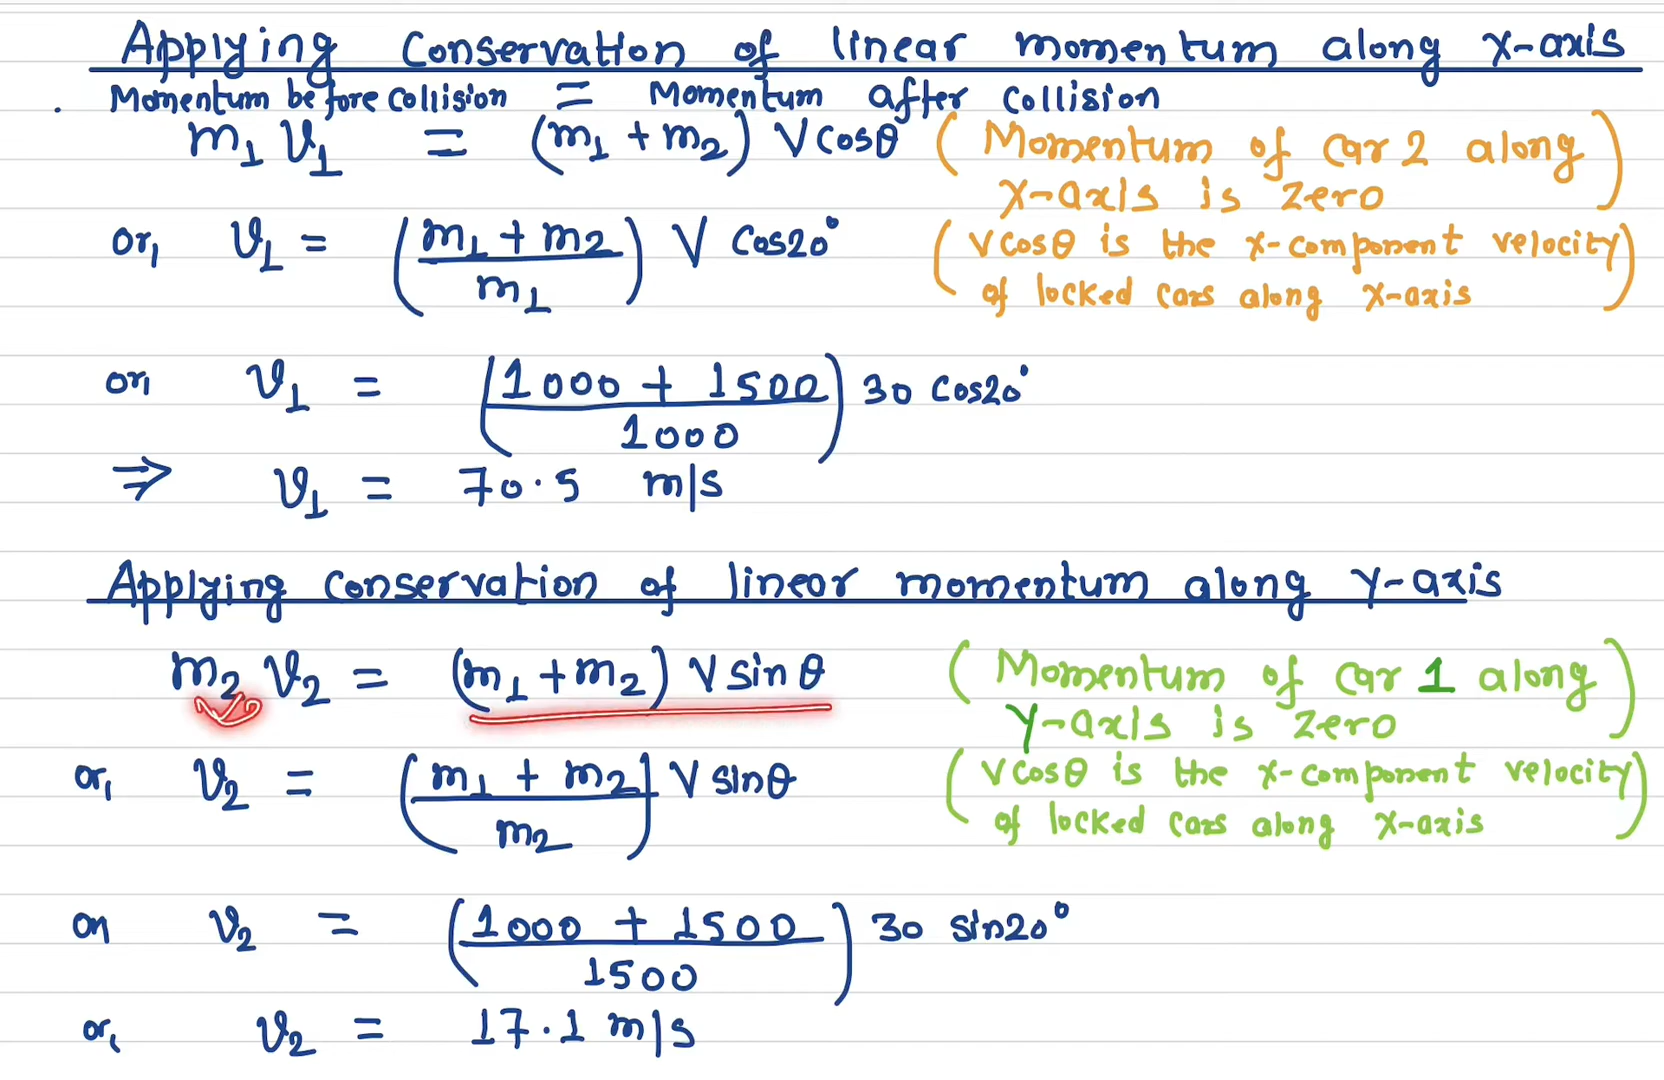 Applying Conservation of linear momentum along x-axis
Momentum before collision = Momentum after collision
m₁ v₁ = (m₁ + m₂) V cosθ ( Momentum of car 2 along
x-axis is zero )
or, v₁ = ( m₁ + m₂ / m₁ ) V cos20° ( V cosθ is the x-component velocity
of locked cars along x-axis )
or, v₁ = ( 1000 + 1500 / 1000 ) 30 cos20°
⇒ v₁ = 70.5 m/s
Applying conservation of linear momentum along Y-axis
m₂ v₂ = (m₁ + m₂) V sinθ ( Momentum of car 1 along
Y-axis is zero )
or, v₂ = ( m₁ + m₂ / m₂ ) V sinθ ( V cosθ is the x-component velocity
of locked cars along x-axis )
or v₂ = ( 1000 + 1500 / 1500 ) 30 sin20°
or, v₂ = 17.1 m/s